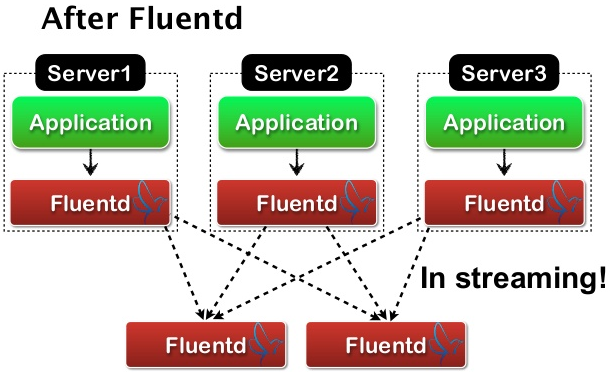 After Fluentd
Server1
Server2
Server3
Application
Application
Application
Fluentd
Fluentd
Fluentd
In streaming!
Fluentd
Fluentd